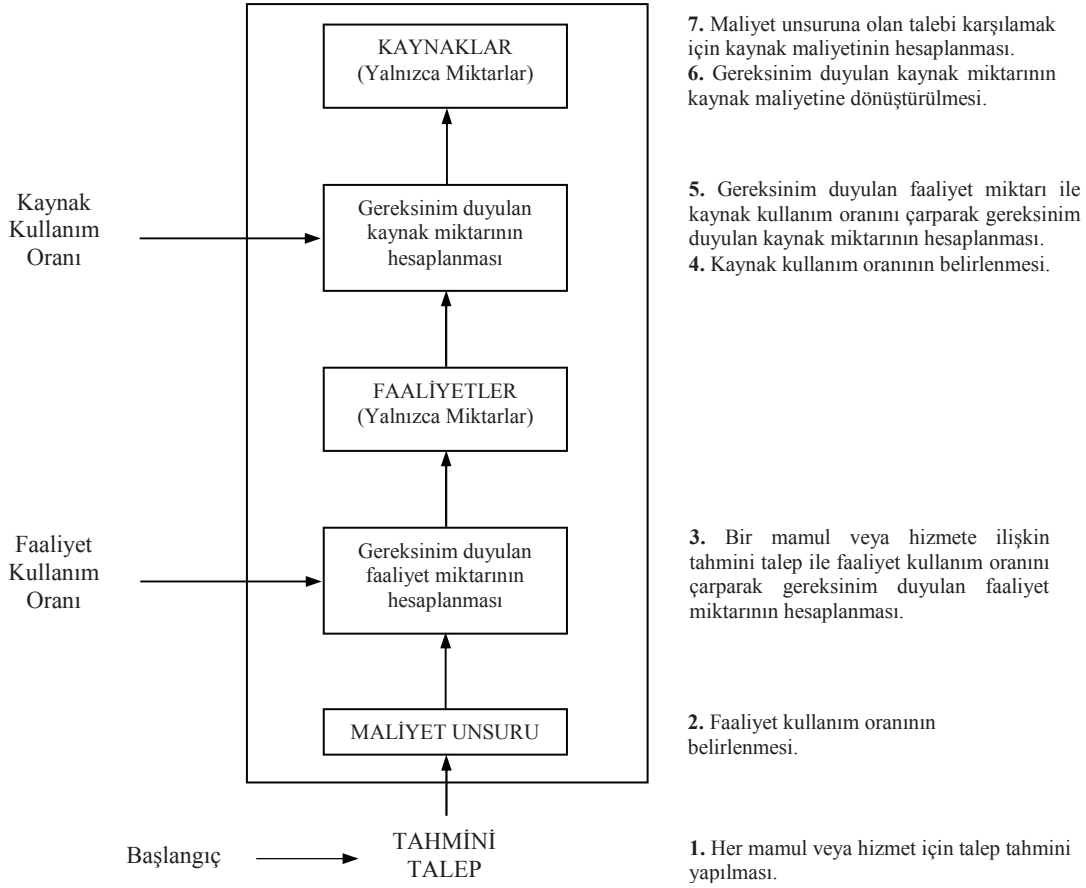 KAYNAKLAR
(Yalnızca Miktarlar)
7. Maliyet unsuruna olan talebi karşılamak
için kaynak maliyetinin hesaplanması.
6. Gereksinim duyulan kaynak miktarının
kaynak maliyetine dönüştürülmesi.
Kaynak
Kullanım
Oranı
Gereksinim duyulan
kaynak miktarının
hesaplanması
5. Gereksinim duyulan faaliyet miktarı ile
kaynak kullanım oranını çarparak gereksinim
duyulan kaynak miktarının hesaplanması.
4. Kaynak kullanım oranının belirlenmesi.
FAALİYETLER
(Yalnızca Miktarlar)
Faaliyet
Kullanım
Oranı
Gereksinim duyulan
faaliyet miktarının
hesaplanması
3. Bir mamul veya hizmete ilişkin
tahmini talep ile faaliyet kullanım oranını
çarparak gereksinim duyulan faaliyet
miktarının hesaplanması.
MALİYET UNSURU
2. Faaliyet kullanım oranının
belirlenmesi.
Başlangıç
TAHMİNİ
TALEP
1. Her mamul veya hizmet için talep tahmini
yapılması.